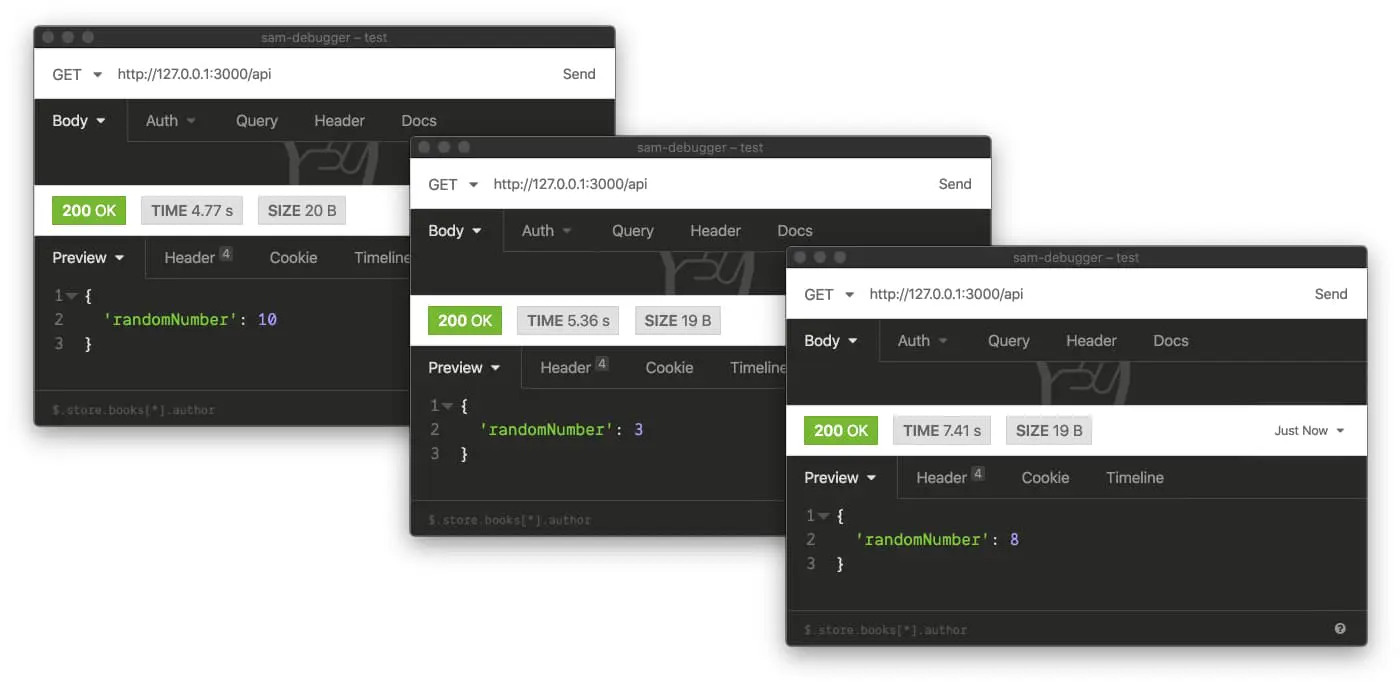 sam-debugger – test
GET http://127.0.0.1:3000/api Send
Body Auth Query Header Docs
200 OK TIME 4.77 s SIZE 20 B
Preview Header 4 Cookie Timeline
1 {
2 'randomNumber': 10
3 }
$.store.books[*].author
sam-debugger – test
GET http://127.0.0.1:3000/api Send
Body Auth Query Header Docs
200 OK TIME 5.36 s SIZE 19 B
Preview Header 4 Cookie Timeline
1 {
2 'randomNumber': 3
3 }
$.store.books[*].author
sam-debugger – test
GET http://127.0.0.1:3000/api Send
Body Auth Query Header Docs
200 OK TIME 7.41 s SIZE 19 B Just Now
Preview Header 4 Cookie Timeline
1 {
2 'randomNumber': 8
3 }
$.store.books[*].author